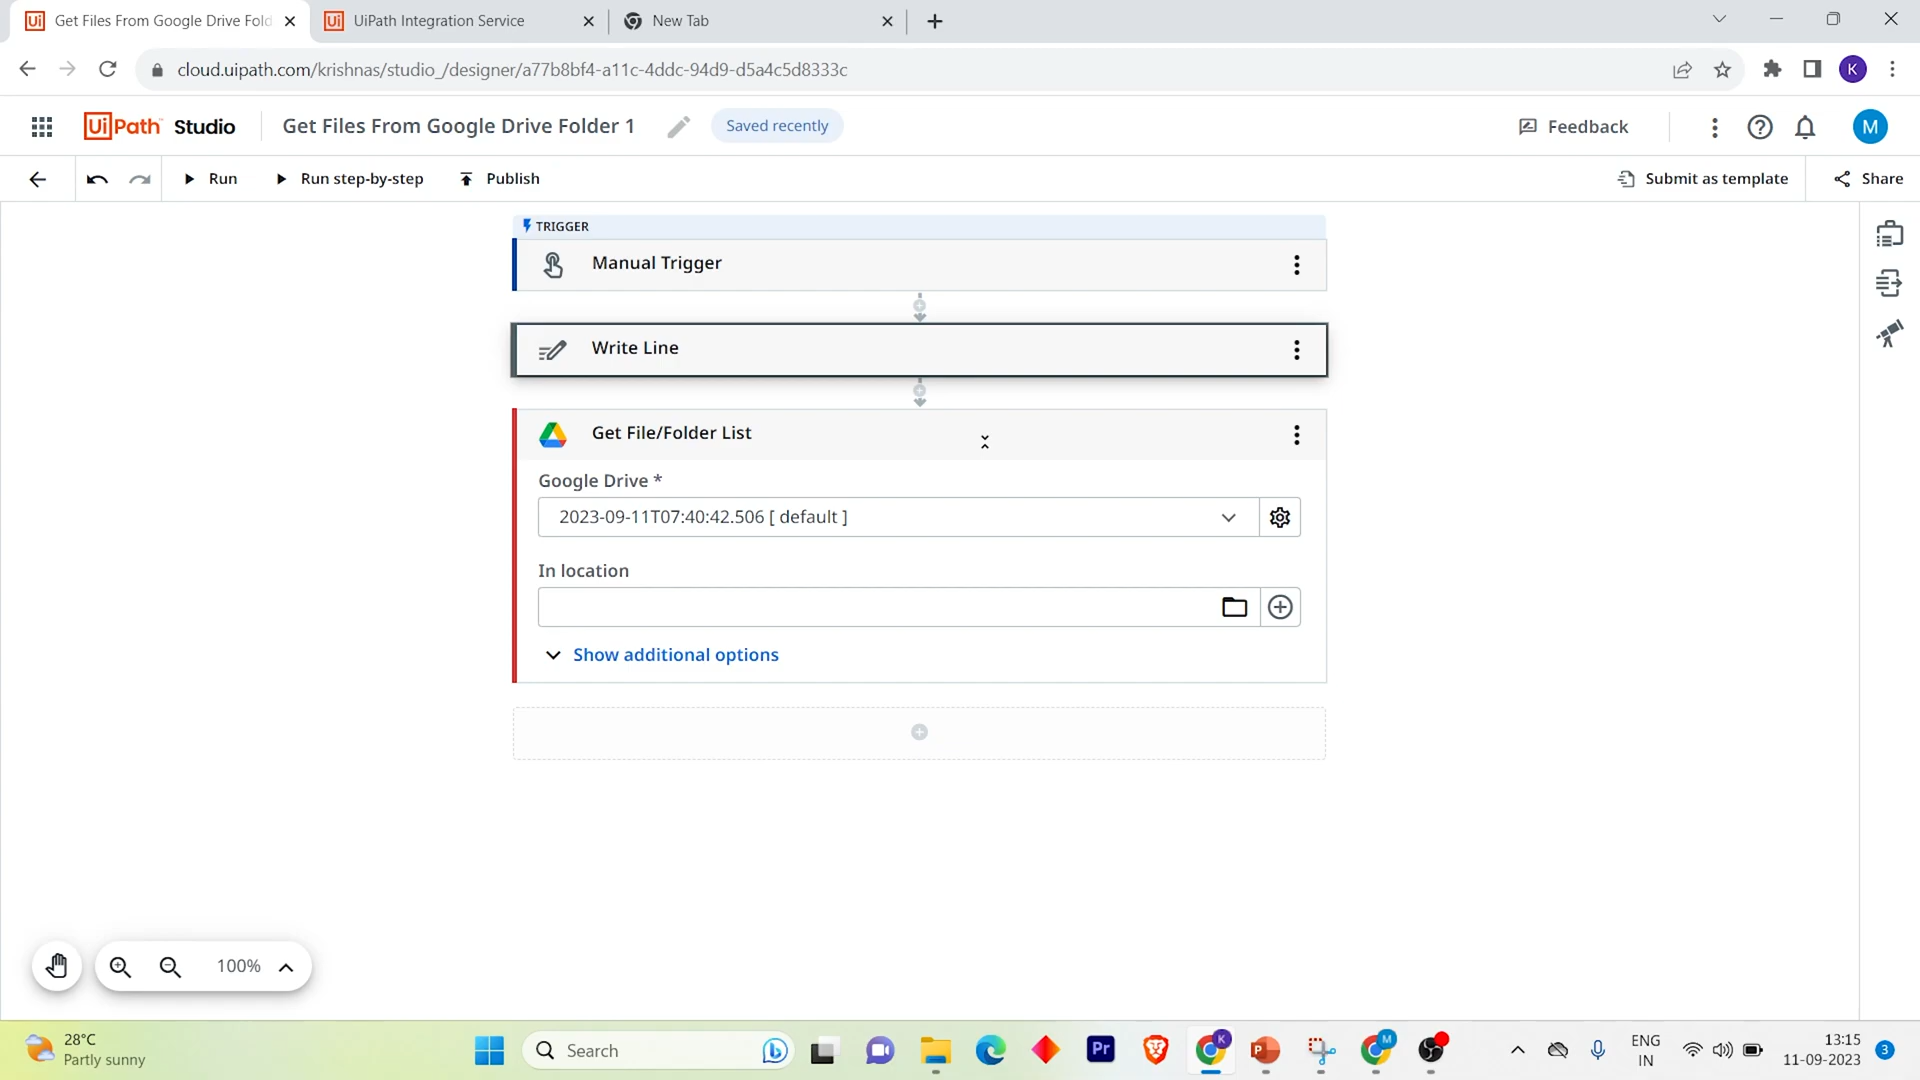 Get Files From Google Drive Fold
UiPath Integration Service
New Tab
cloud.uipath.com/krishnas/studio_/designer/a77b8bf4-a11c-4ddc-94d9-d5a4c5d8333c
K
UiPath Studio
Get Files From Google Drive Folder 1
Saved recently
Feedback
M
Run
Run step-by-step
Publish
Submit as template
Share
TRIGGER
Manual Trigger
Write Line
Get File/Folder List
Google Drive *
2023-09-11T07:40:42.506 [ default ]
In location
Show additional options
100%
28°C
Partly sunny
Search
Pr
K
P
M
ENG
IN
13:15
11-09-2023
3